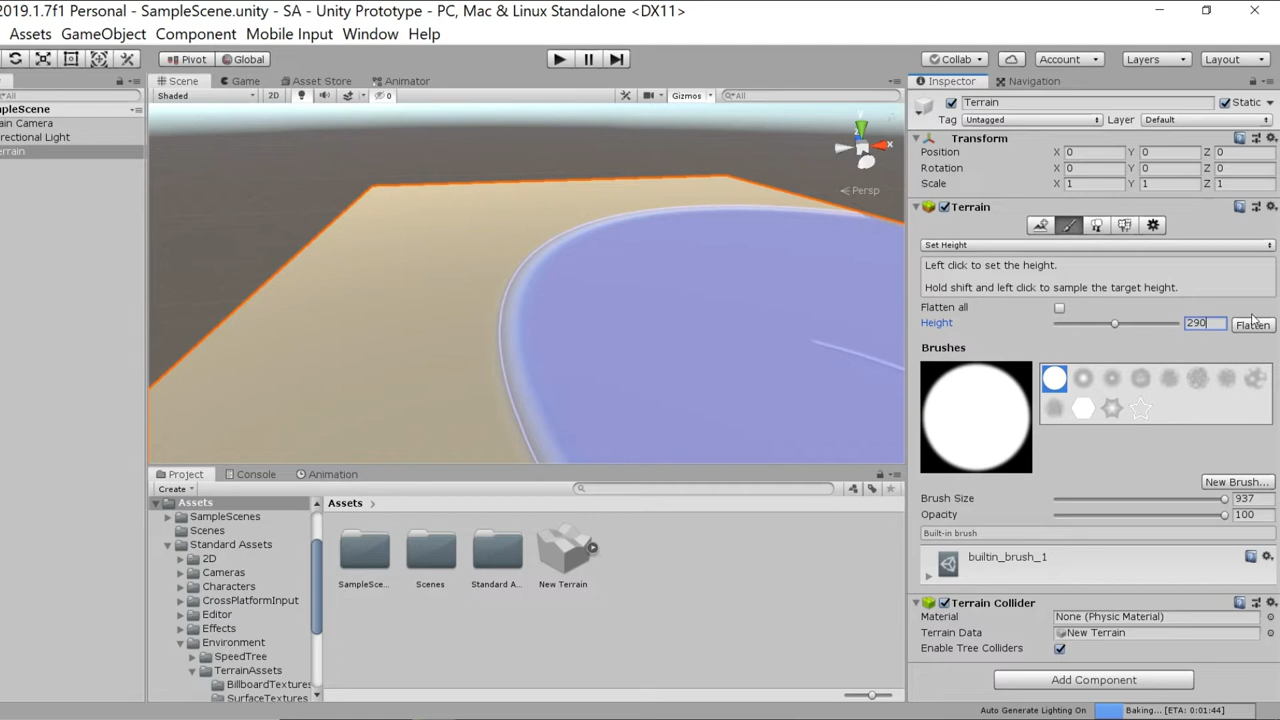 2019.1.7f1 Personal - SampleScene.unity - SA - Unity Prototype - PC, Mac & Linux Standalone <DX11>
Assets GameObject Component Mobile Input Window Help
Pivot Global Collab Account Layers Layout
Scene Game Asset Store Animator
Shaded 2D 0 Gizmos All
All
mpleScene
ain Camera
irectional Light
errain
y
x
Persp
Inspector Navigation
Terrain Static
Tag Untagged Layer Default
Transform
Position X 0 Y 0 Z 0
Rotation X 0 Y 0 Z 0
Scale X 1 Y 1 Z 1
Terrain
Set Height
Left click to set the height.
Hold shift and left click to sample the target height.
Flatten all
Height 290 Flatten
Brushes
New Brush...
Brush Size 937
Opacity 100
Built-in brush
builtin_brush_1
Terrain Collider
Material None (Physic Material)
Terrain Data New Terrain
Enable Tree Colliders
Add Component
Project Console Animation
Create
Assets
SampleScenes
Scenes
Standard Assets
2D
Cameras
Characters
CrossPlatformInput
Editor
Effects
Environment
SpeedTree
TerrainAssets
BillboardTextures
SurfaceTextures
Assets
SampleSce... Scenes Standard A... New Terrain
Auto Generate Lighting On Baking... [ETA: 0:01:44]